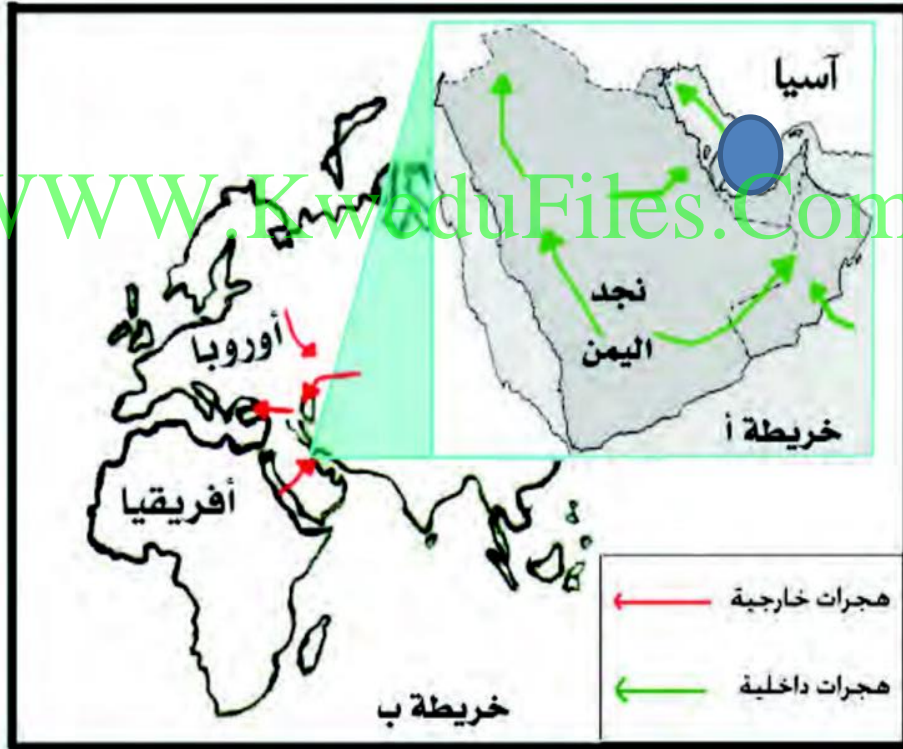 آسيا
WWW.KweduFiles.Com
نجد
اليمن
خريطة أ
أوروبا
أفريقيا
هجرات خارجية
هجرات داخلية
خريطة ب